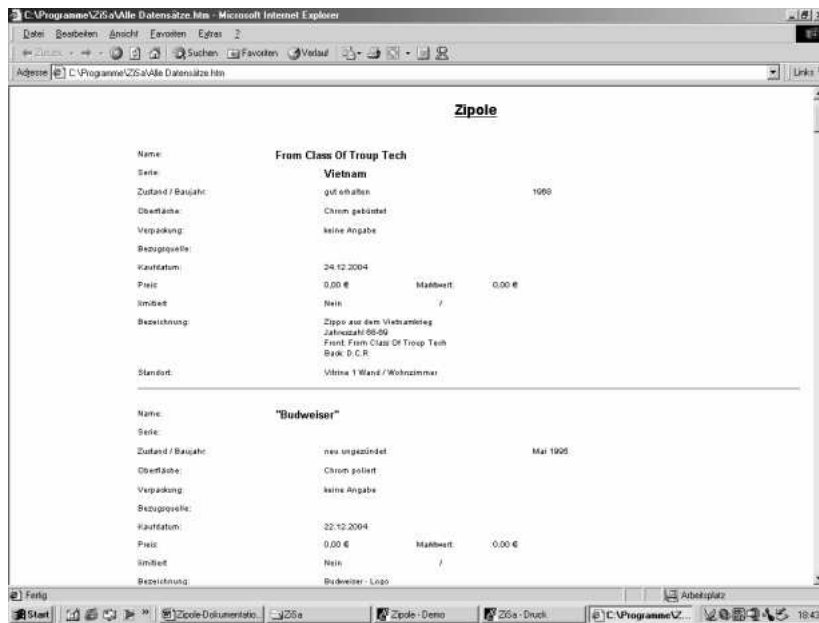 C:\Programme\ZiSa\Alle Datensätze.htm - Microsoft Internet Explorer
Datei Bearbeiten Ansicht Favoriten Extras ?
Zurück Suchen Favoriten Verlauf
Adresse C:\Programme\ZiSa\Alle Datensätze.htm Links
Zipole
Name: From Class Of Troup Tech
Serie: Vietnam
Zustand / Baujahr: gut erhalten 1969
Oberfläche: Chrom gebürstet
Verpackung: keine Angabe
Bezugsquelle:
Kaufdatum: 24.12.2004
Preis: 0,00 € Marktwert: 0,00 €
limitiert: Nein /
Bezeichnung: Zippo aus dem Vietnamkrieg
Jahreszahl 68-69
Front: From Class Of Troup Tech
Back: D.C.R
Standort: Vitrine 1 Wand / Wohnzimmer
Name: "Budweiser"
Serie:
Zustand / Baujahr: neu ungezündet Mai 1995
Oberfläche: Chrom poliert
Verpackung: keine Angabe
Bezugsquelle:
Kaufdatum: 22.12.2004
Preis: 0,00 € Marktwert: 0,00 €
limitiert: Nein /
Bezeichnung: Budweiser - Logo
Fertig Arbeitsplatz
Start Zipole-Dokumentatio... ZiSa Zipole - Demo ZiSa - Druck C:\Programme\Z... 18:43